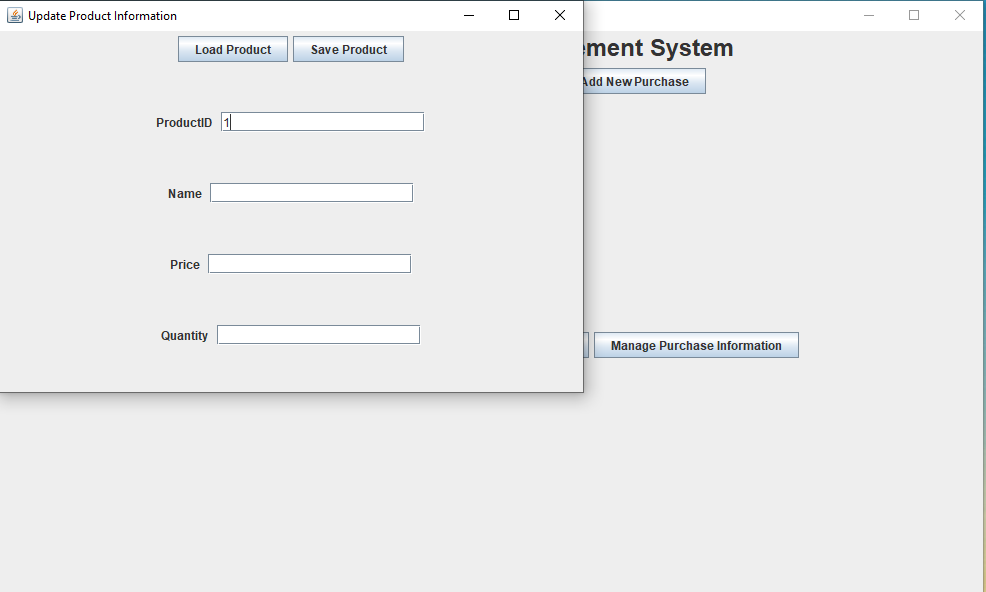 Update Product Information
Load Product
Save Product
ProductID 1
Name
Price
Quantity
System
Add New Purchase
Manage Purchase Information